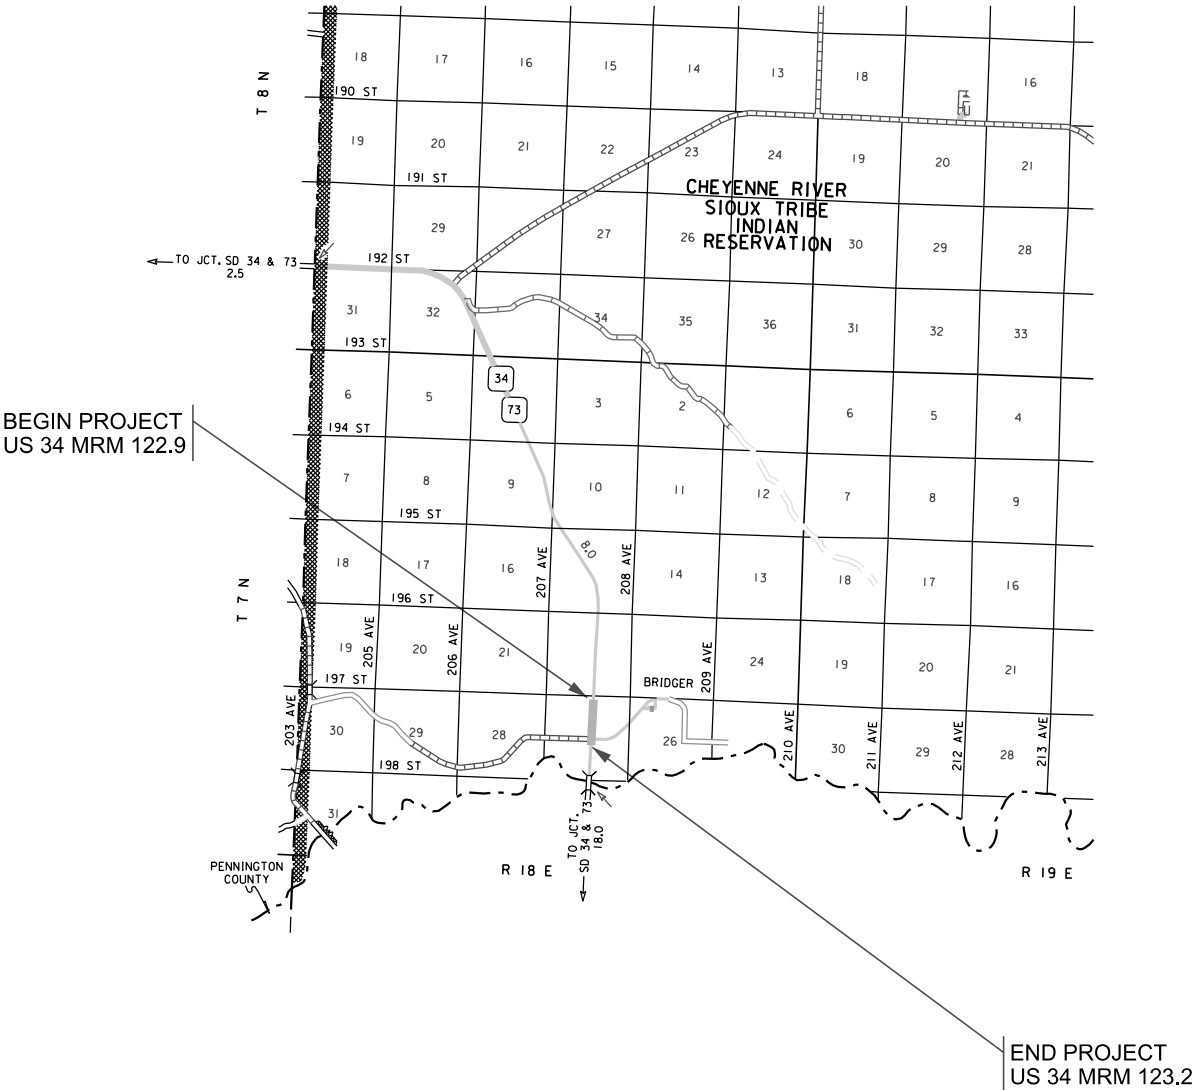 T 8 N
18 17 16 15 14 13 18 16
190 ST
19 20 21 22 23 24 19 20 21
191 ST
CHEYENNE RIVER
SIOUX TRIBE
INDIAN
RESERVATION
29 27 26 30 29 28
TO JCT. SD 34 & 73
2.5
192 ST
31 32 34 35 36 31 32 33
193 ST
34
73
6 5 3 2 6 5 4
BEGIN PROJECT
US 34 MRM 122.9
194 ST
7 8 9 10 11 12 7 8 9
195 ST
8.0
207 AVE
208 AVE
18 17 16 14 13 18 17 16
T 7 N
196 ST
205 AVE
206 AVE
209 AVE
19 20 21 24 19 20 21
197 ST
BRIDGER
203 AVE
210 AVE
211 AVE
212 AVE
213 AVE
30 29 28 26 30 29 28
198 ST
31
TO JCT.
SD 34 & 73
18.0
PENNINGTON
COUNTY
R 18 E
R 19 E
END PROJECT
US 34 MRM 123.2